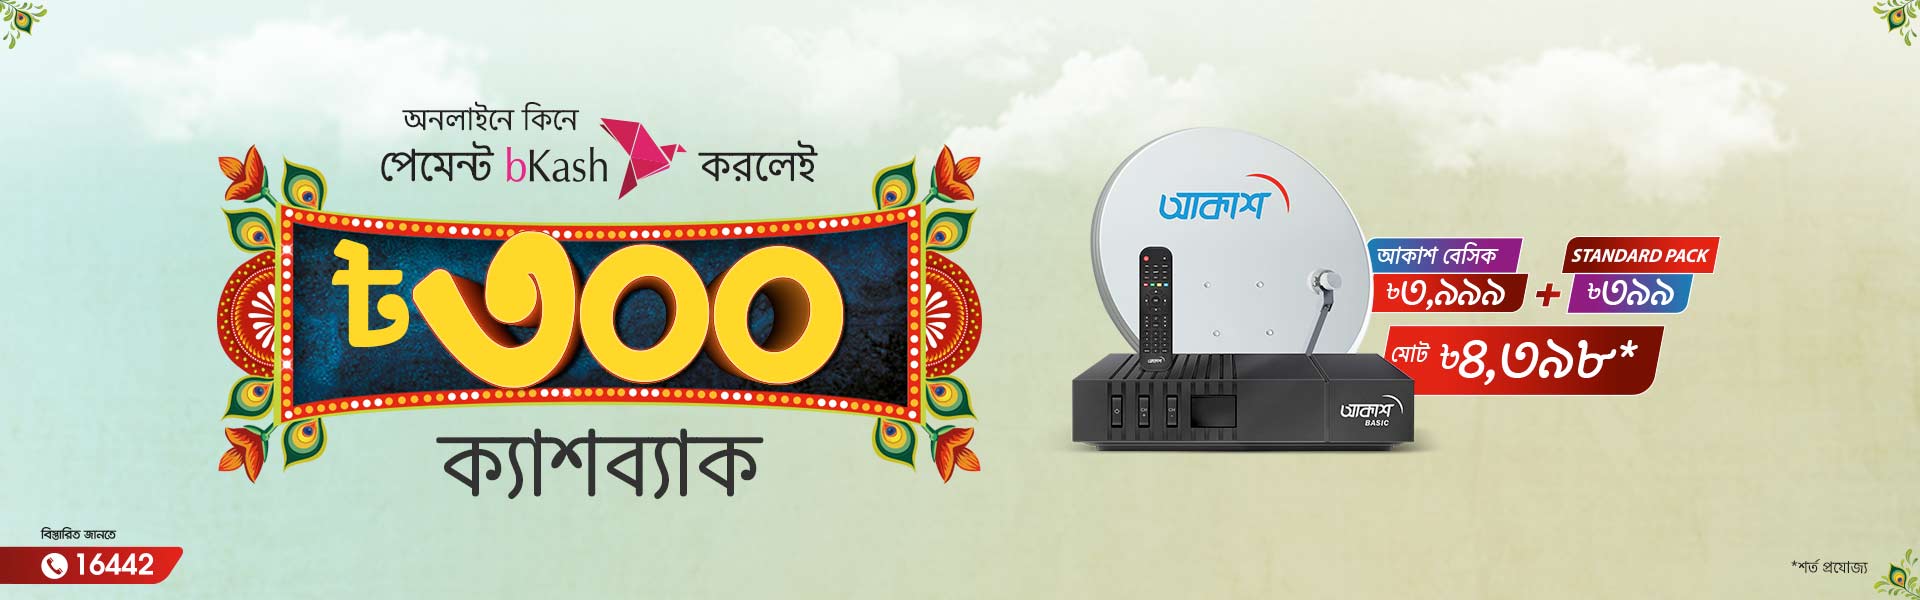 অনলাইনে কিনে
পেমেন্ট bKash করলেই
৳৩০০
ক্যাশব্যাক
আকাশ
আকাশ বেসিক
৳৩,৯৯৯
+
STANDARD PACK
৳৩৯৯
মোট ৳৪,৩৯৮*
আকাশ
BASIC
বিস্তারিত জানতে
16442
*শর্ত প্রযোজ্য